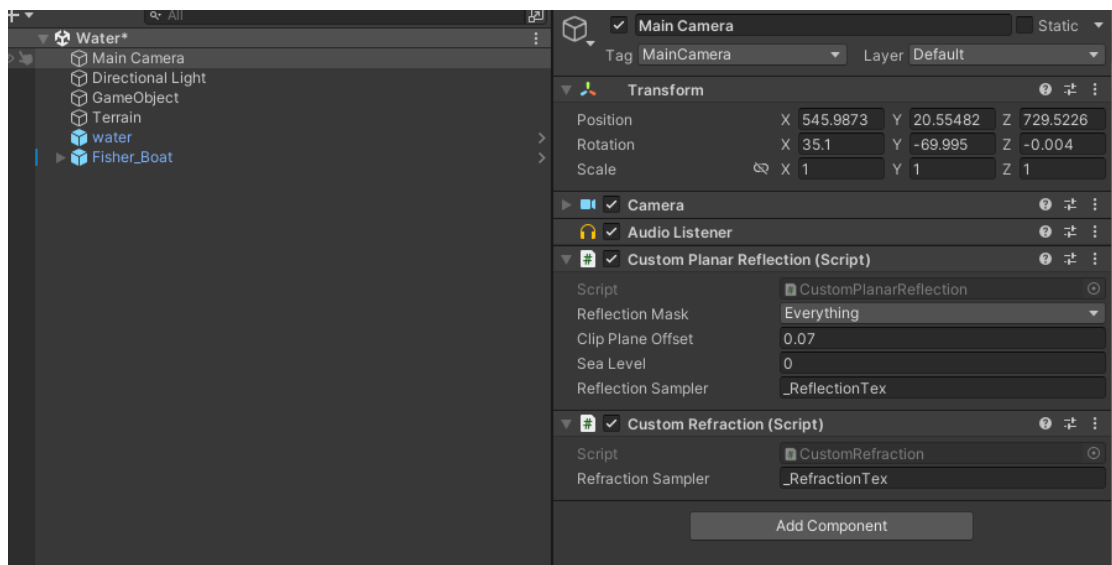 All
Water*
Main Camera
Directional Light
GameObject
Terrain
water
Fisher_Boat
Main Camera Static
Tag MainCamera Layer Default
Transform
Position X 545.9873 Y 20.55482 Z 729.5226
Rotation X 35.1 Y -69.995 Z -0.004
Scale X 1 Y 1 Z 1
Camera
Audio Listener
# Custom Planar Reflection (Script)
Script CustomPlanarReflection
Reflection Mask Everything
Clip Plane Offset 0.07
Sea Level 0
Reflection Sampler _ReflectionTex
# Custom Refraction (Script)
Script CustomRefraction
Refraction Sampler _RefractionTex
Add Component